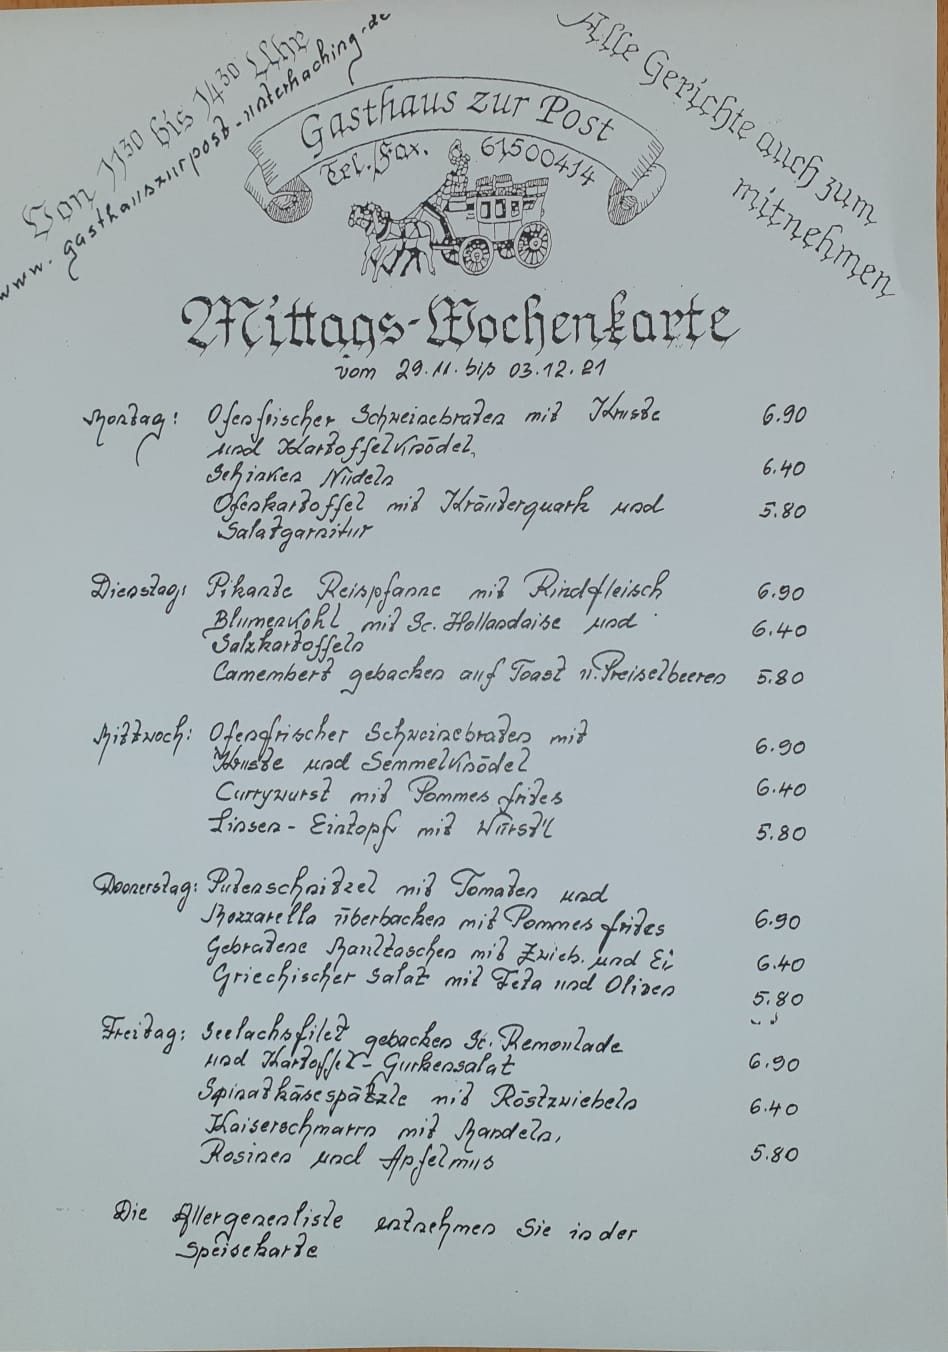 Von 11³⁰ bis 14³⁰ Uhr
www.gasthauszurpost-unterhaching.de
Gasthaus zur Post
Tel./Fax. 61500414
Alle Gerichte auch zum
mitnehmen
Mittags-Wochenkarte
vom 29.11. bis 03.12.21
Montag: Ofenfrischer Schweinebraten mit Kruste 6.90
und Kartoffelknödel,
Schinken Nudeln 6.40
Ofenkartoffel mit Kräuterquark und 5.80
Salatgarnitur
Dienstag: Pikante Reispfanne mit Rindfleisch 6.90
Blumenkohl mit Sc. Hollandaise und 6.40
Salzkartoffeln
Camembert gebacken auf Toast u. Preiselbeeren 5.80
Mittwoch: Ofenfrischer Schweinebraten mit
Kruste und Semmelknödel 6.90
Currywurst mit Pommes frites 6.40
Linsen-Eintopf mit Würst'l 5.80
Donnerstag: Putenschnitzel mit Tomaten und
Mozzarella überbacken mit Pommes frites 6.90
Gebratene Maultaschen mit Zwieb. und Ei 6.40
Griechischer Salat mit Feta und Oliven 5.80
Freitag: Seelachsfilet gebacken Sc. Remoulade
und Kartoffel-Gurkensalat 6.90
Spinatkäsespätzle mit Röstzwiebeln 6.40
Kaiserschmarrn mit Mandeln,
Rosinen und Apfelmus 5.80
Die Allergenenliste entnehmen Sie in der
Speisekarte